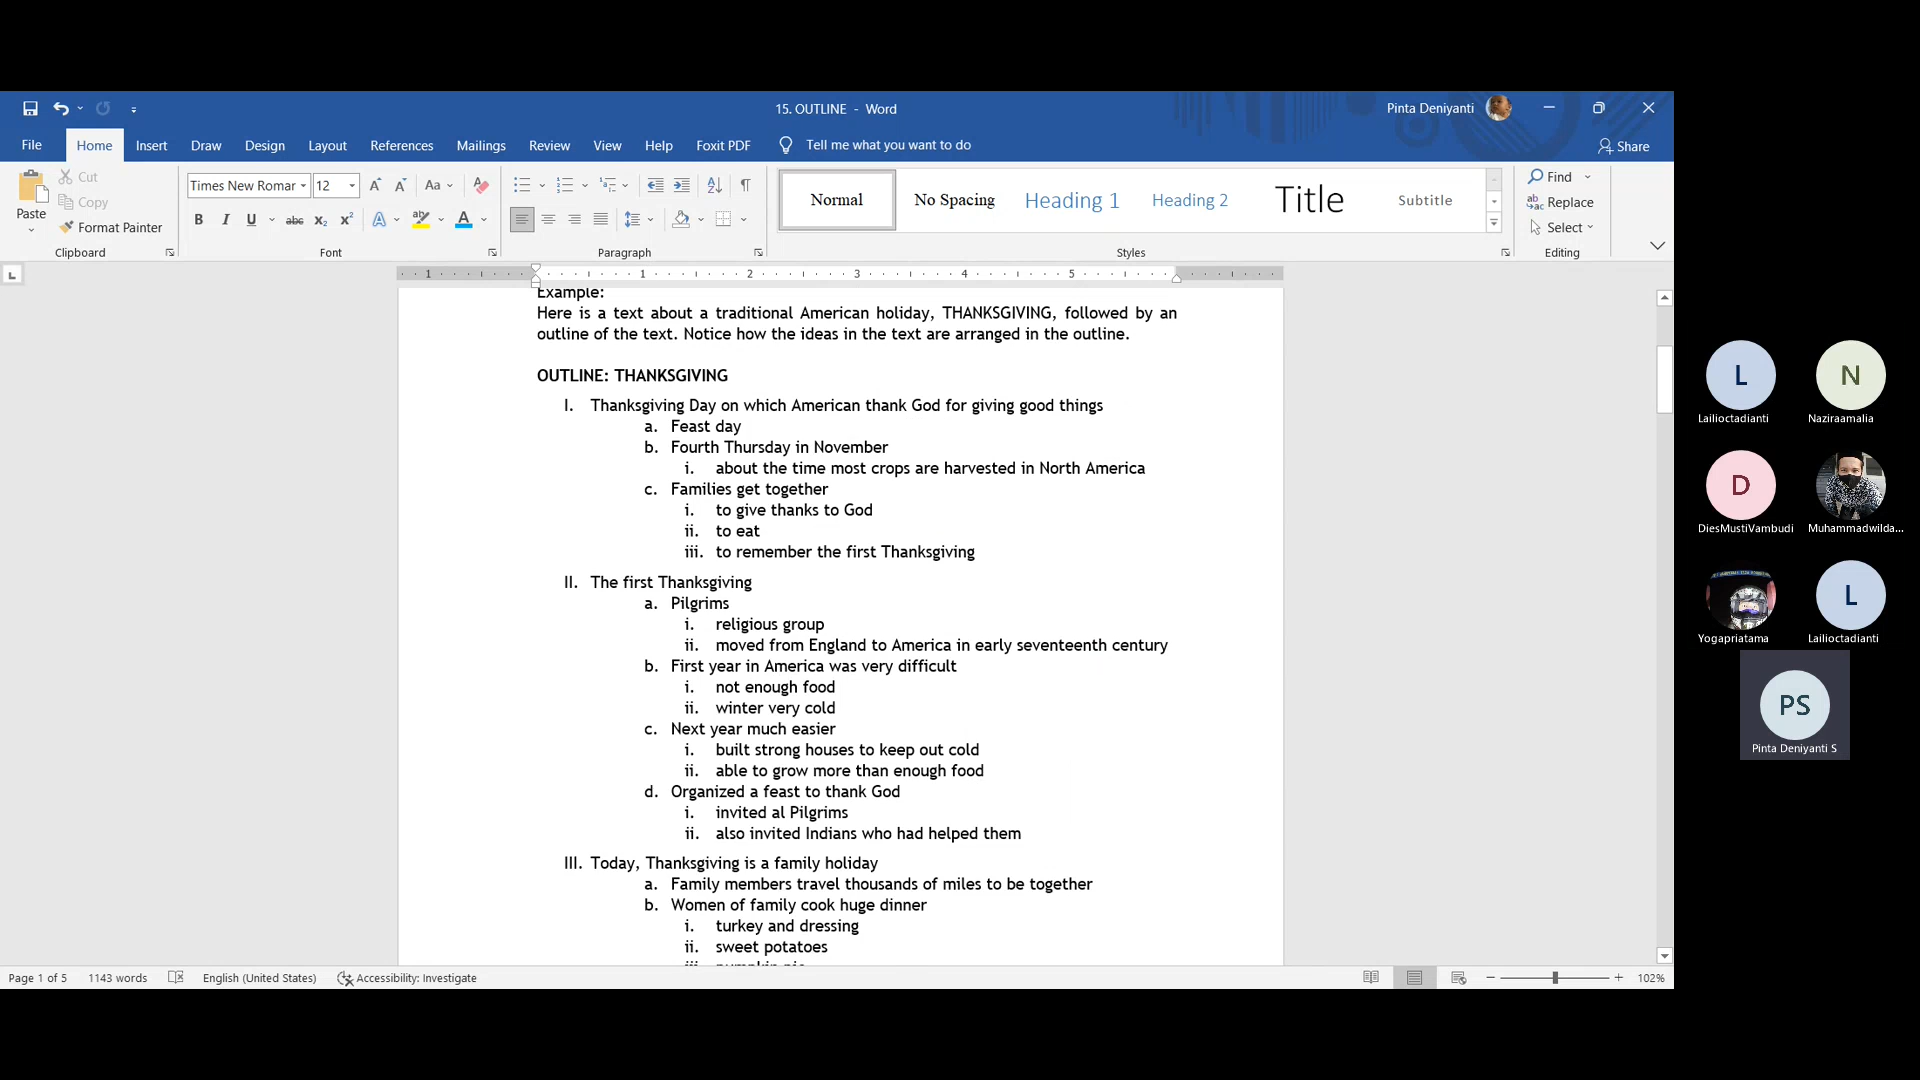 15. OUTLINE - Word
Pinta Deniyanti
File Home Insert Draw Design Layout References Mailings Review View Help Foxit PDF Tell me what you want to do Share
Paste
Cut
Copy
Format Painter
Clipboard
Times New Romar 12
Font
Paragraph
Normal No Spacing Heading 1 Heading 2 Title Subtitle
Styles
Find
Replace
Select
Editing
1 1 2 3 4 5
Example:
Here is a text about a traditional American holiday, THANKSGIVING, followed by an
outline of the text. Notice how the ideas in the text are arranged in the outline.
OUTLINE: THANKSGIVING
I. Thanksgiving Day on which American thank God for giving good things
a. Feast day
b. Fourth Thursday in November
i. about the time most crops are harvested in North America
c. Families get together
i. to give thanks to God
ii. to eat
iii. to remember the first Thanksgiving
II. The first Thanksgiving
a. Pilgrims
i. religious group
ii. moved from England to America in early seventeenth century
b. First year in America was very difficult
i. not enough food
ii. winter very cold
c. Next year much easier
i. built strong houses to keep out cold
ii. able to grow more than enough food
d. Organized a feast to thank God
i. invited al Pilgrims
ii. also invited Indians who had helped them
III. Today, Thanksgiving is a family holiday
a. Family members travel thousands of miles to be together
b. Women of family cook huge dinner
i. turkey and dressing
ii. sweet potatoes
Page 1 of 5 1143 words English (United States) Accessibility: Investigate 102%
L N
Lailioctadianti Naziraamalia
D
DiesMustiVambudi Muhammadwilda...
L
Yogapriatama Lailioctadianti
PS
Pinta Deniyanti S